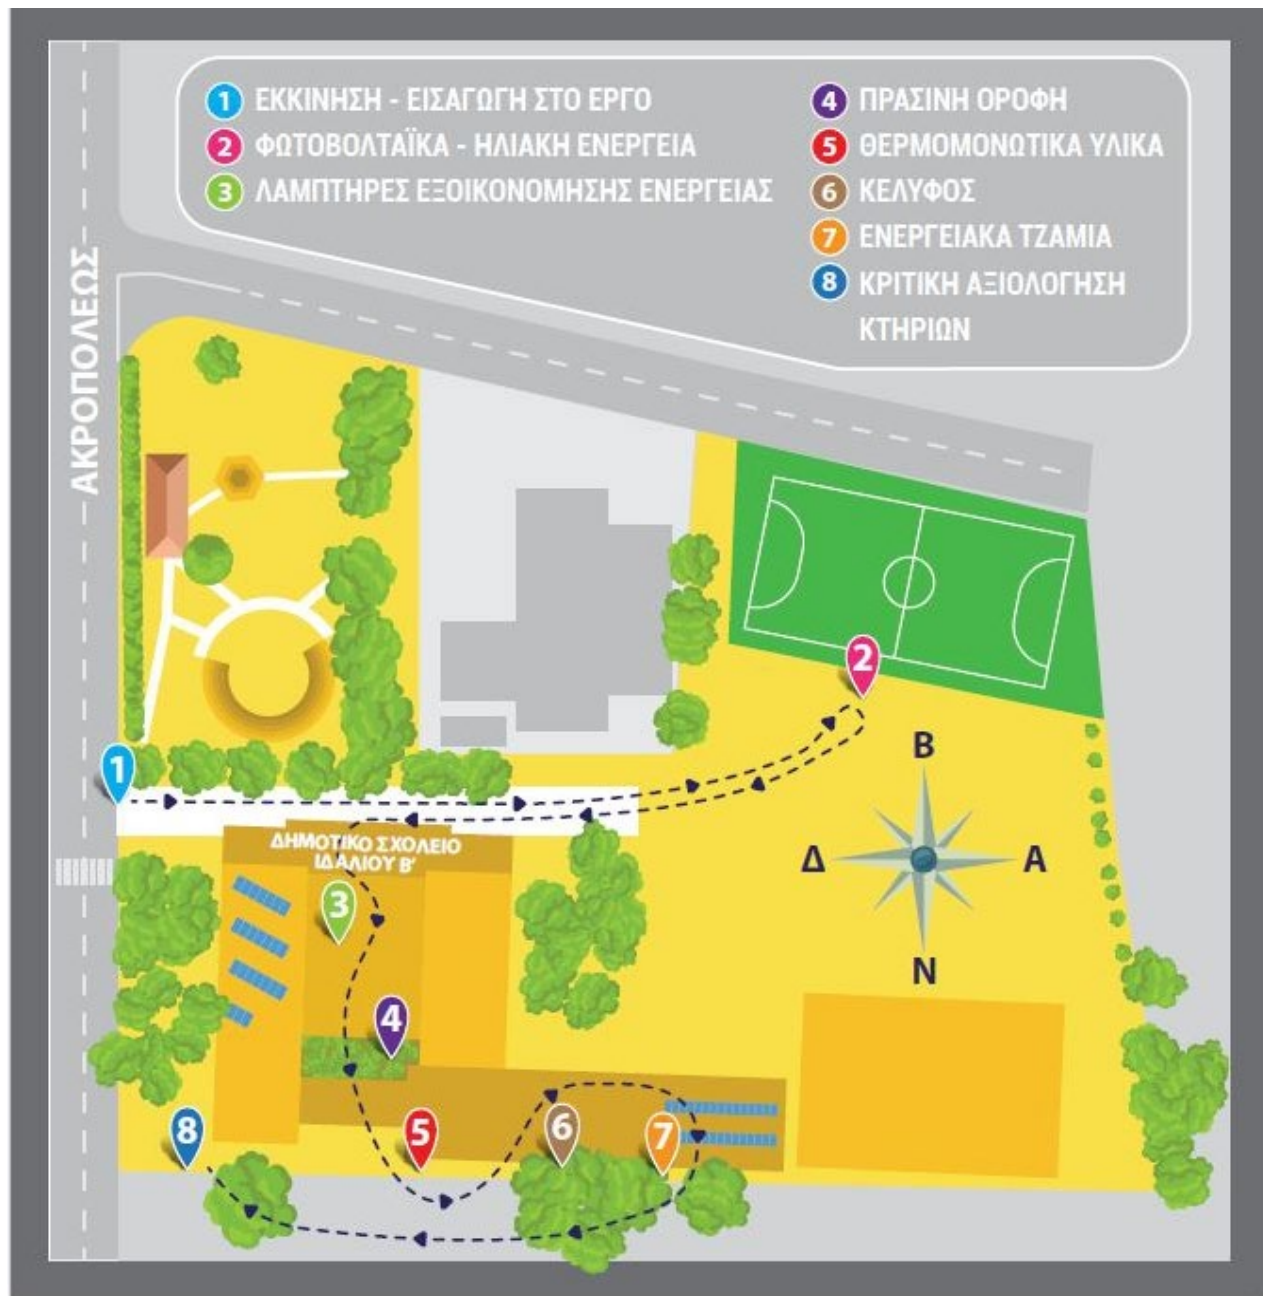 1 ΕΚΚΙΝΗΣΗ - ΕΙΣΑΓΩΓΗ ΣΤΟ ΕΡΓΟ
2 ΦΩΤΟΒΟΛΤΑΪΚΑ - ΗΛΙΑΚΗ ΕΝΕΡΓΕΙΑ
3 ΛΑΜΠΤΗΡΕΣ ΕΞΟΙΚΟΝΟΜΗΣΗΣ ΕΝΕΡΓΕΙΑΣ
4 ΠΡΑΣΙΝΗ ΟΡΟΦΗ
5 ΘΕΡΜΟΜΟΝΩΤΙΚΑ ΥΛΙΚΑ
6 ΚΕΛΥΦΟΣ
7 ΕΝΕΡΓΕΙΑΚΑ ΤΖΑΜΙΑ
8 ΚΡΙΤΙΚΗ ΑΞΙΟΛΟΓΗΣΗ
ΚΤΗΡΙΩΝ
ΑΚΡΟΠΟΛΕΩΣ
2
1
Β
Δ
Α
Ν
ΔΗΜΟΤΙΚΟ ΣΧΟΛΕΙΟ
ΙΔΑΛΙΟΥ Β'
3
4
8
5
6
7